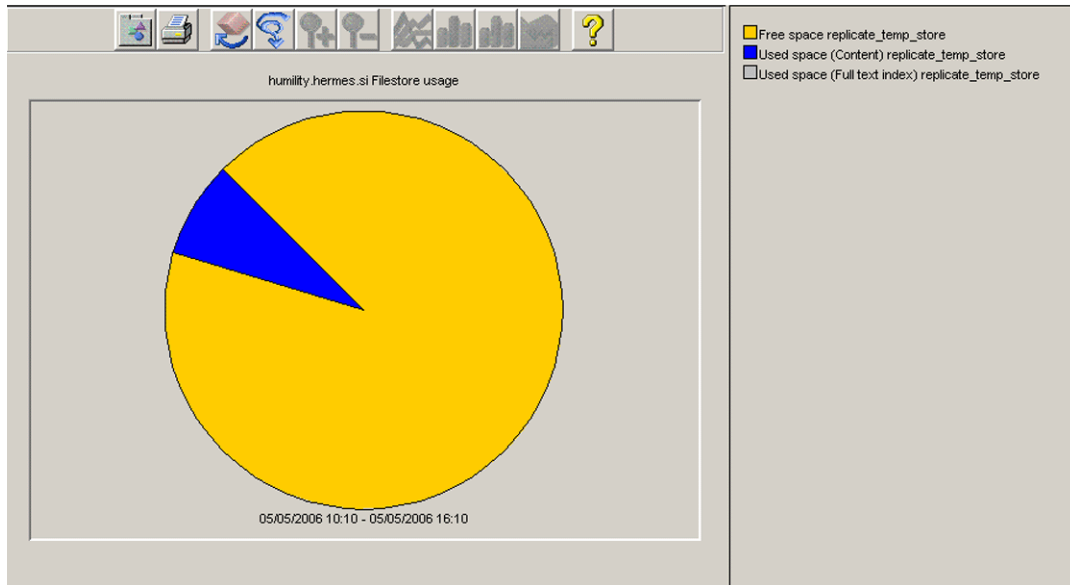 humility.hermes.si Filestore usage
05/05/2006 10:10 - 05/05/2006 16:10
Free space replicate_temp_store
Used space (Content) replicate_temp_store
Used space (Full text index) replicate_temp_store